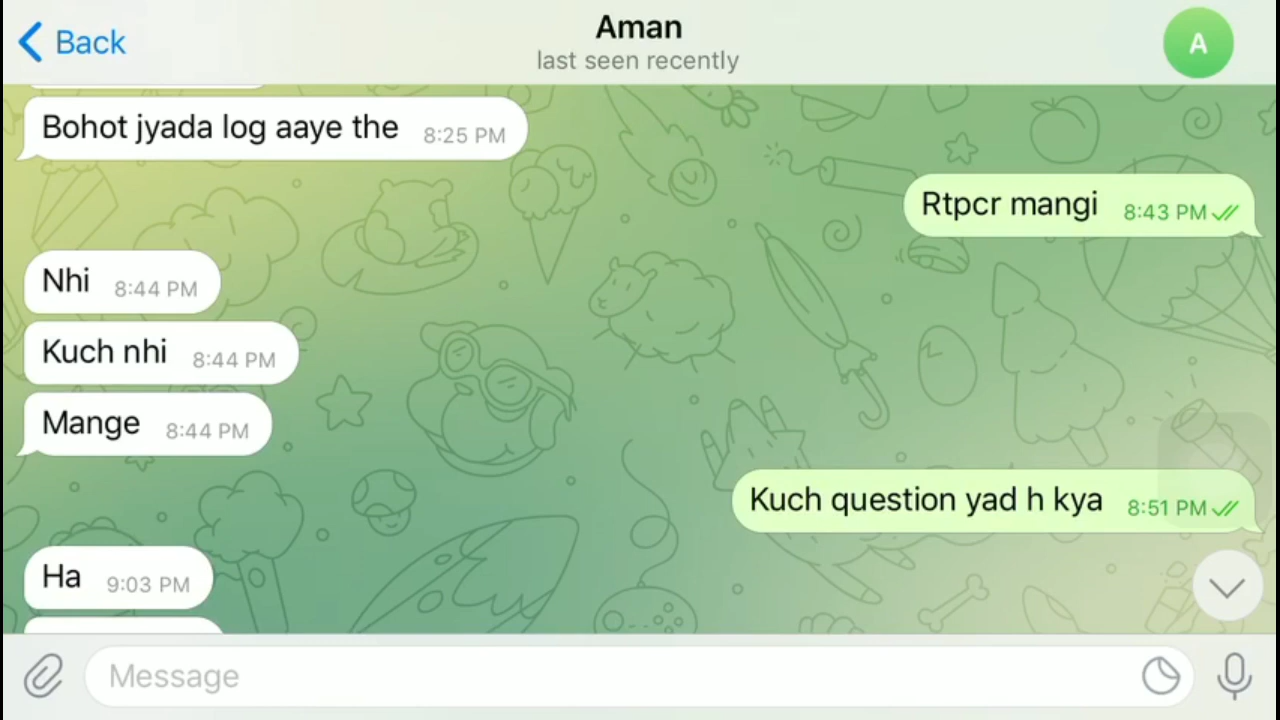 Back
Aman
last seen recently
A
Bohot jyada log aaye the 8:25 PM
Rtpcr mangi 8:43 PM
Nhi 8:44 PM
Kuch nhi 8:44 PM
Mange 8:44 PM
Kuch question yad h kya 8:51 PM
Ha 9:03 PM
Message